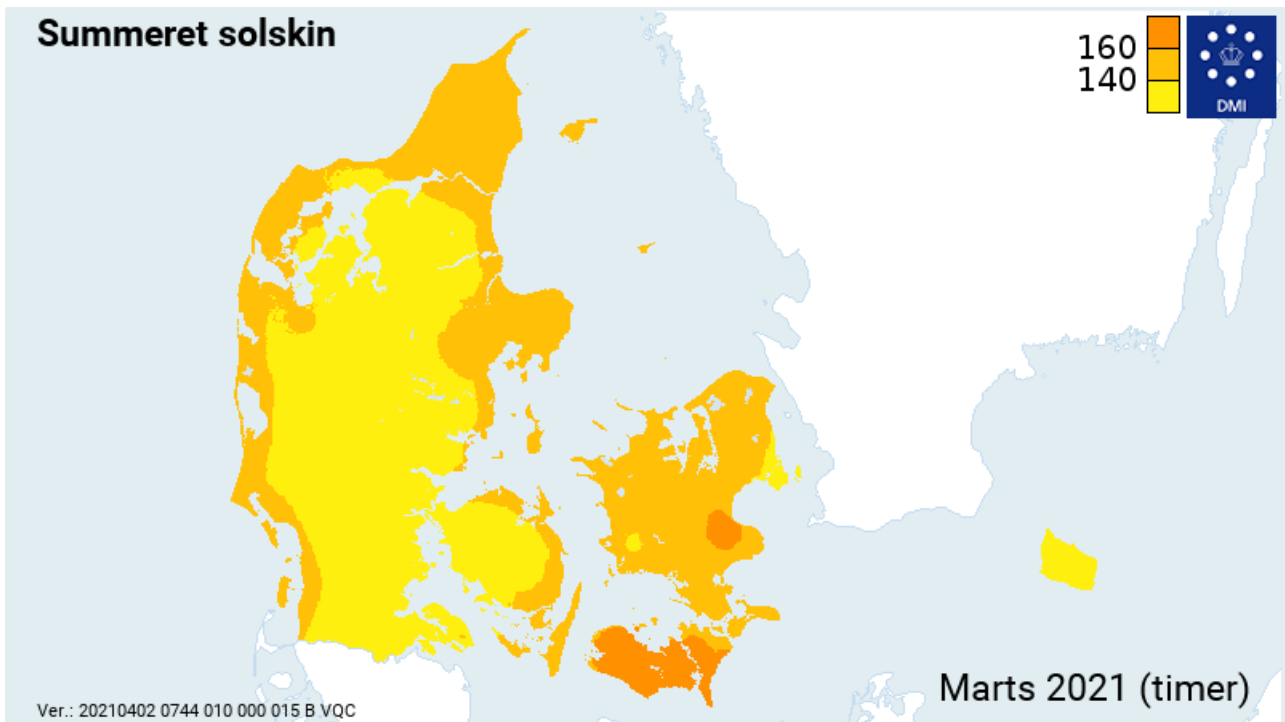 Summeret solskin
160
140
DMI
Marts 2021 (timer)
Ver.: 20210402 0744 010 000 015 B VQC